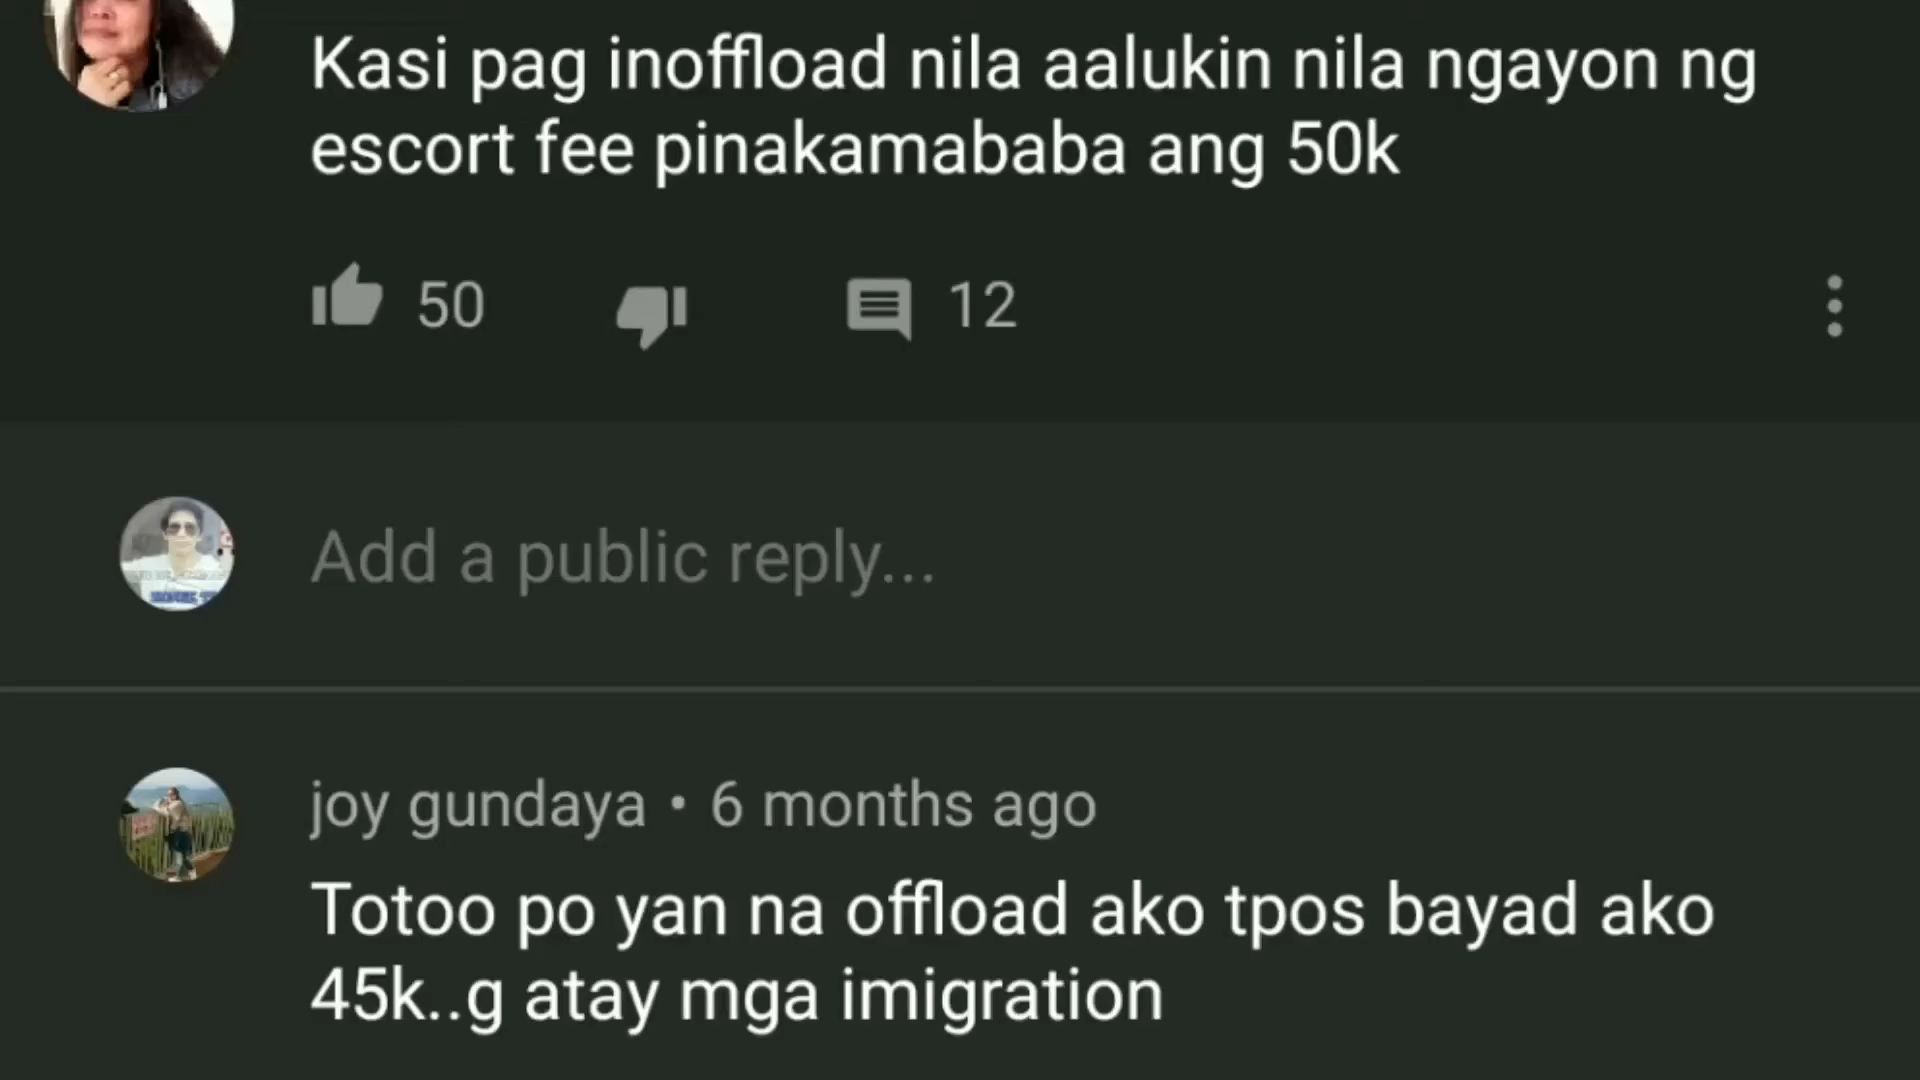 Kasi pag inoffload nila aalukin nila ngayon ng
escort fee pinakamababa ang 50k
50 12
Add a public reply...
joy gundaya • 6 months ago
Totoo po yan na offload ako tpos bayad ako
45k..g atay mga imigration